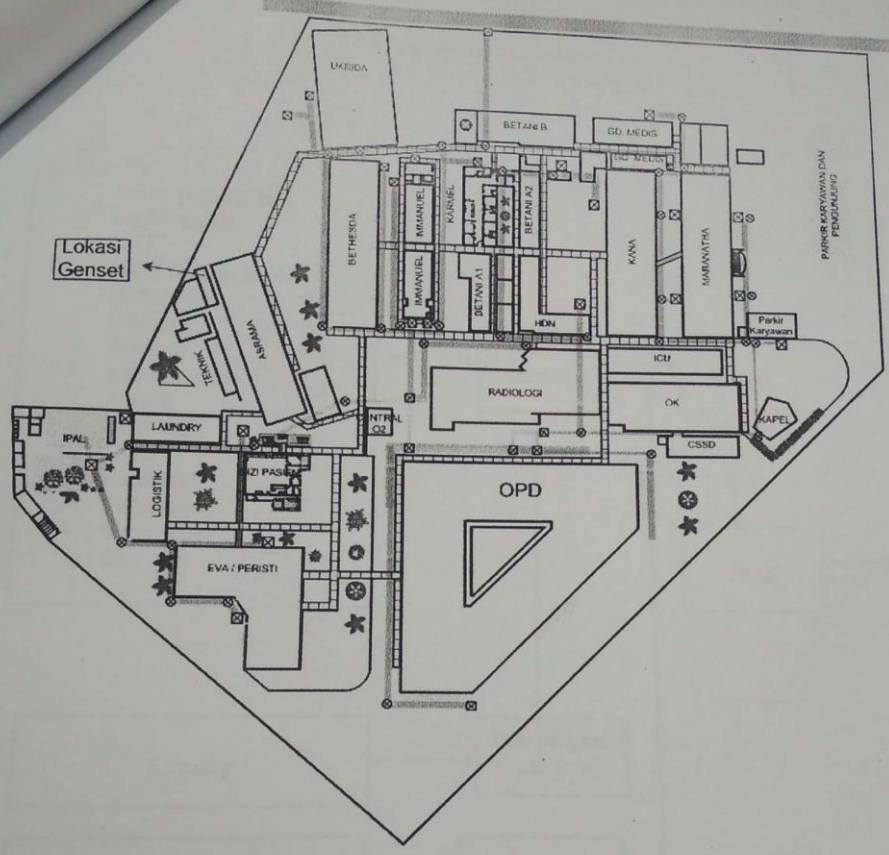 UKRIDA
BETANI B
GD. MEDIS
GD. MEDIS
PARKIR KARYAWAN DAN
PENGUNJUNG
Lokasi
Genset
BETHESDA
IMMANUEL
KARMEL
BETANI A2
KANA
MARANATHA
IMMANUEL
BETANI A1
HDN
Parkir
Karyawan
TEKNIK
ASRAMA
ICU
RADIOLOGI
OK
KAPEL
LAUNDRY
NTRAL
O2
CSSD
IPAL
LOGISTIK
IZI PASIEN
OPD
EVA / PERISTI